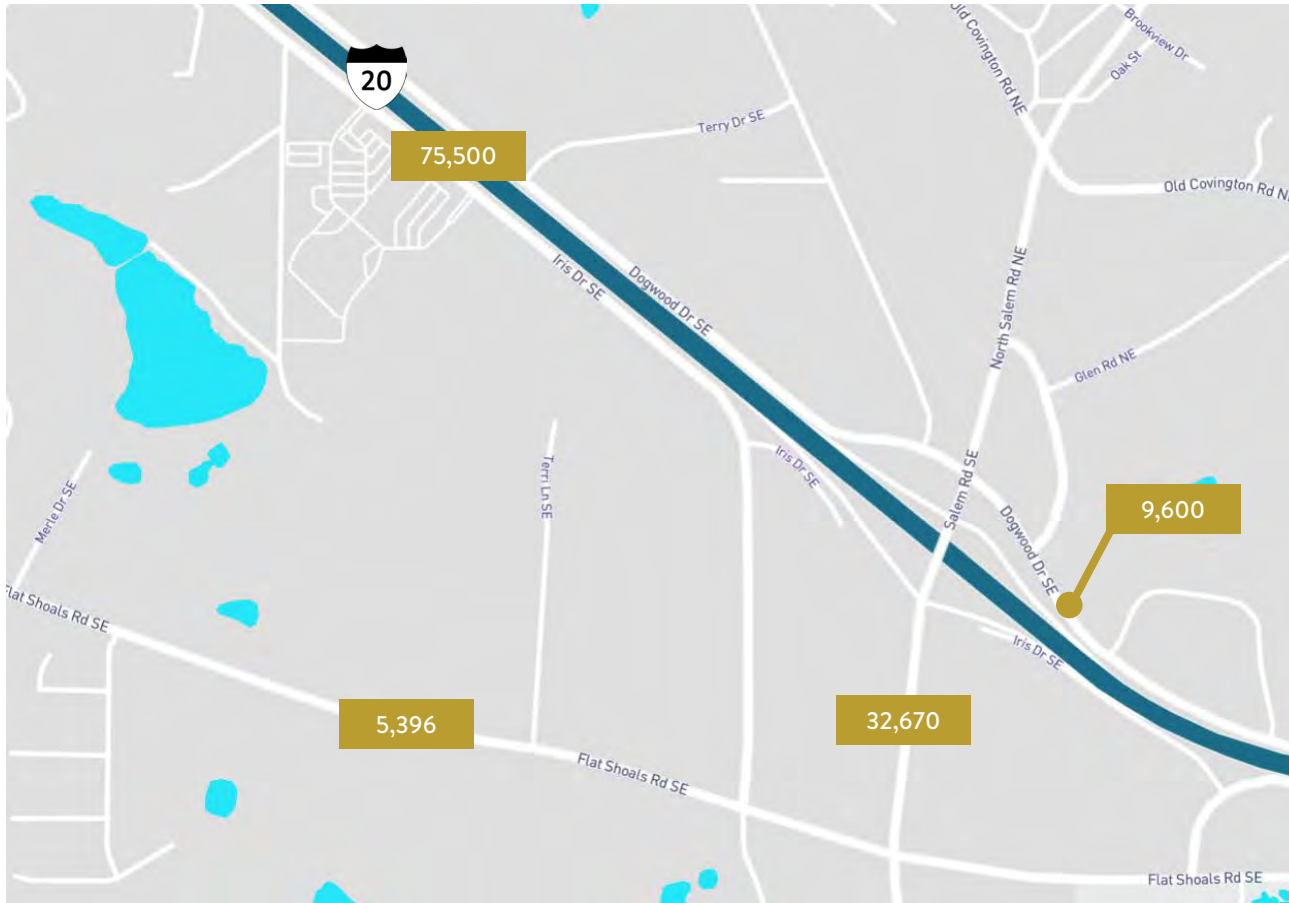 Old Covington Rd NE
Brookview Dr
Oak St
20
Terry Dr SE
75,500
Old Covington Rd N
Iris Dr SE
Dogwood Dr SE
North Salem Rd NE
Glen Rd NE
Terri Ln SE
Iris Dr SE
Salem Rd SE
Merle Dr SE
Dogwood Dr SE
9,600
Flat Shoals Rd SE
Iris Dr SE
5,396
32,670
Flat Shoals Rd SE
Flat Shoals Rd SE